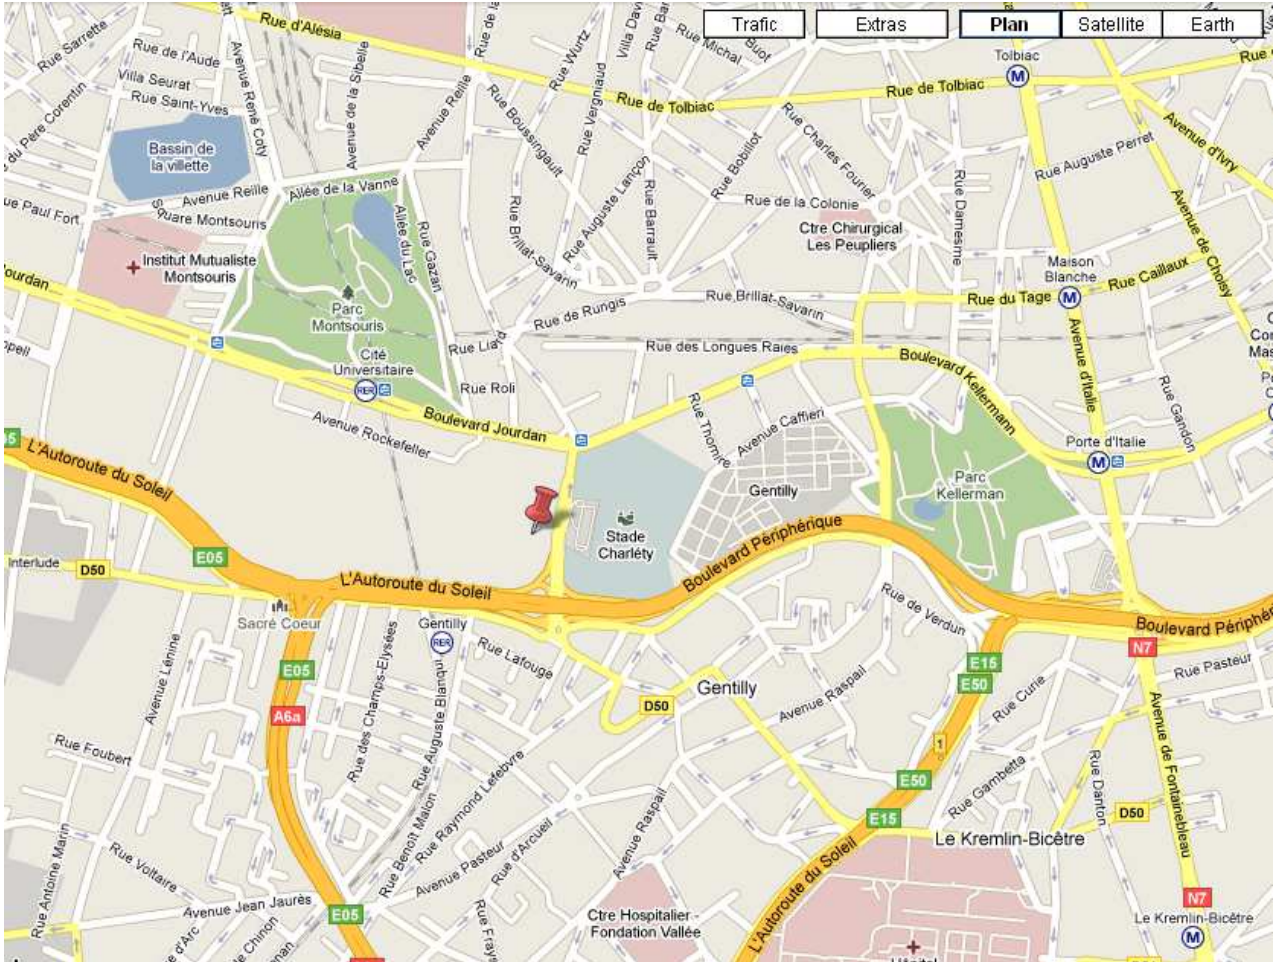 Trafic
Extras
Plan
Satellite
Earth
Rue d'Alésia
Rue Sarrette
Rue de l'Aude
Villa Seurat
Rue Saint-Yves
Avenue René Coty
Avenue de la Sibelle
Avenue Reille
Rue Wurtz
Rue Vergniaud
Rue Boussingault
Rue Michal
Buot
Tolbiac
M
Rue de Tolbiac
Rue de Tolbiac
Avenue d'Ivry
Bassin de
la villette
Avenue Reille
Allée de la Vanne
Square Montsouris
Allée du Lac
Rue Gazan
Rue Auguste Lançon
Rue Barrault
Rue Bobillot
Rue Charles Fourier
Rue de la Colonie
Rue Damesme
Rue Auguste Perret
Avenue de Choisy
Ctre Chirurgical
Les Peupliers
Institut Mutualiste
Montsouris
Rue Brillat-Savarin
Maison
Blanche
M
Rue Caillaux
Rue du Tage
Rue Brillat-Savarin
Rue de Rungis
Parc
Montsouris
Rue Liard
Rue des Longues Raies
Cité
Universitaire
RER
Rue Roli
Boulevard Jourdan
Avenue Rockefeller
Boulevard Kellermann
Avenue d'Italie
Rue Gandon
Rue Thomire
Avenue Caffieri
Porte d'Italie
M
L'Autoroute du Soleil
Gentilly
Parc
Kellerman
Stade
Charléty
Boulevard Périphérique
E05
Interlude
D50
L'Autoroute du Soleil
Sacré Coeur
Gentilly
RER
Rue Lafouge
Rue de Verdun
Boulevard Périphér
N7
E15
E50
E05
A6a
Avenue Lénine
Rue des Champs-Elysées
Rue Auguste Blanqui
Gentilly
D50
Avenue Raspail
Rue Curie
Rue Pasteur
Avenue de Fontainebleau
Rue Foubert
1
E50
E15
Rue Gambetta
Rue Danton
D50
Le Kremlin-Bicêtre
Rue Raymond Lefebvre
Rue Benoît Malon
Avenue Pasteur
Rue d'Arcueil
Avenue Raspail
Rue Antoine Marin
Rue Voltaire
Avenue Jean Jaurès
E05
Ctre Hospitalier -
Fondation Vallée
L'Autoroute du Soleil
N7
Le Kremlin-Bicêtre
M